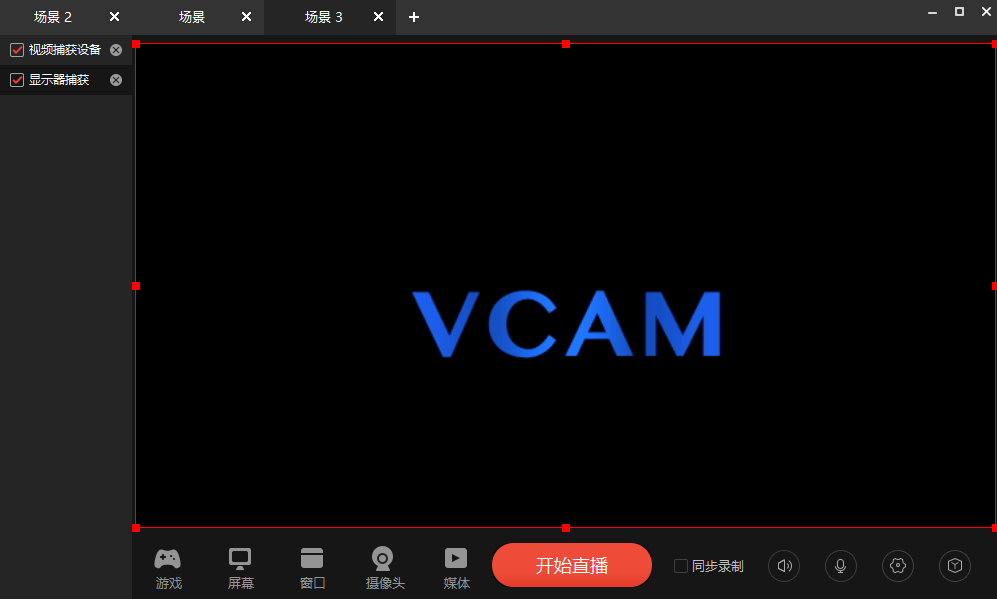 场景 2
场景
场景 3
视频捕获设备
显示器捕获
VCAM
游戏
屏幕
窗口
摄像头
媒体
开始直播
同步录制